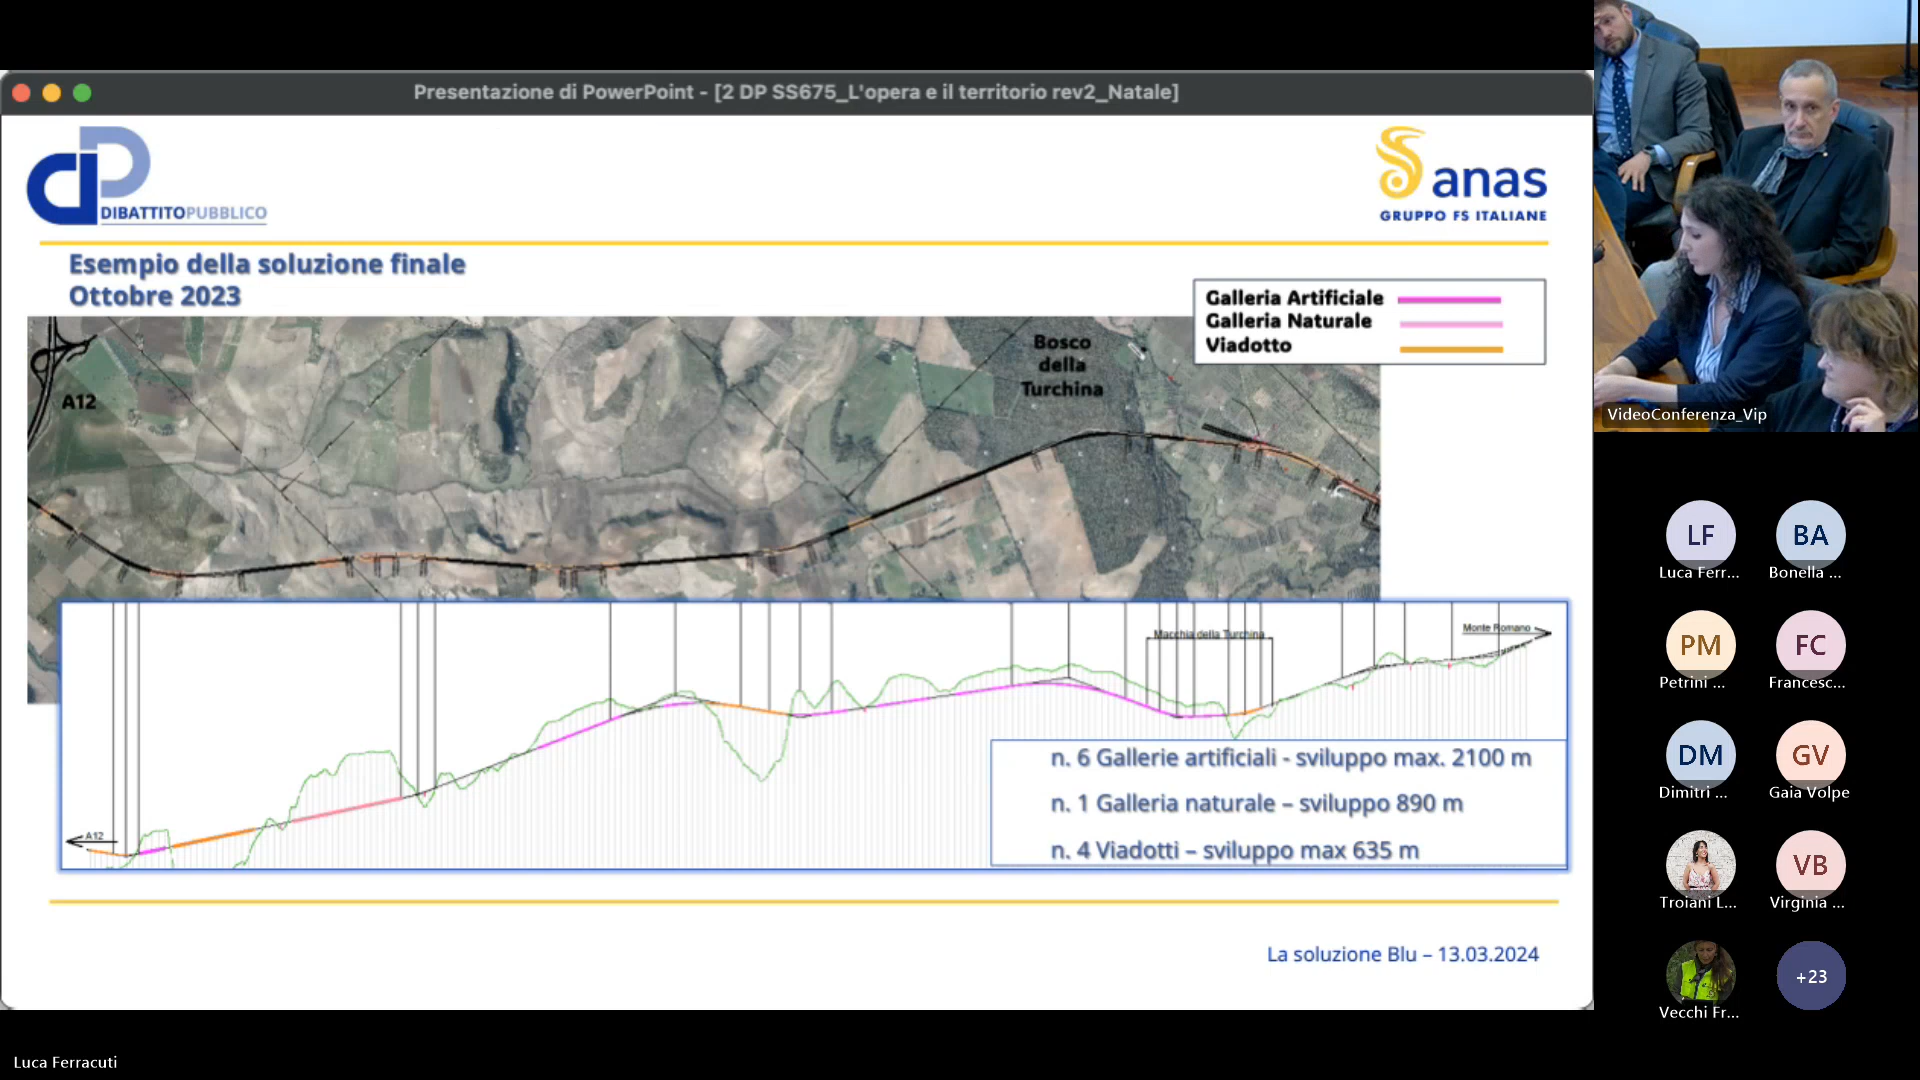 Presentazione di PowerPoint - [2 DP SS675_L'opera e il territorio rev2_Natale]
DIBATTITOPUBBLICO
anas
GRUPPO FS ITALIANE
Esempio della soluzione finale
Ottobre 2023
Galleria Artificiale
Galleria Naturale
Viadotto
Bosco
della
Turchina
A12
Macchia della Turchina
Monte Romano
A12
n. 6 Gallerie artificiali - sviluppo max. 2100 m
n. 1 Galleria naturale – sviluppo 890 m
n. 4 Viadotti – sviluppo max 635 m
La soluzione Blu – 13.03.2024
VideoConferenza_Vip
LF
Luca Ferr...
BA
Bonella ...
PM
Petrini ...
FC
Francesc...
DM
Dimitri ...
GV
Gaia Volpe
Troiani L...
VB
Virginia ...
Vecchi Fr...
+23
Luca Ferracuti